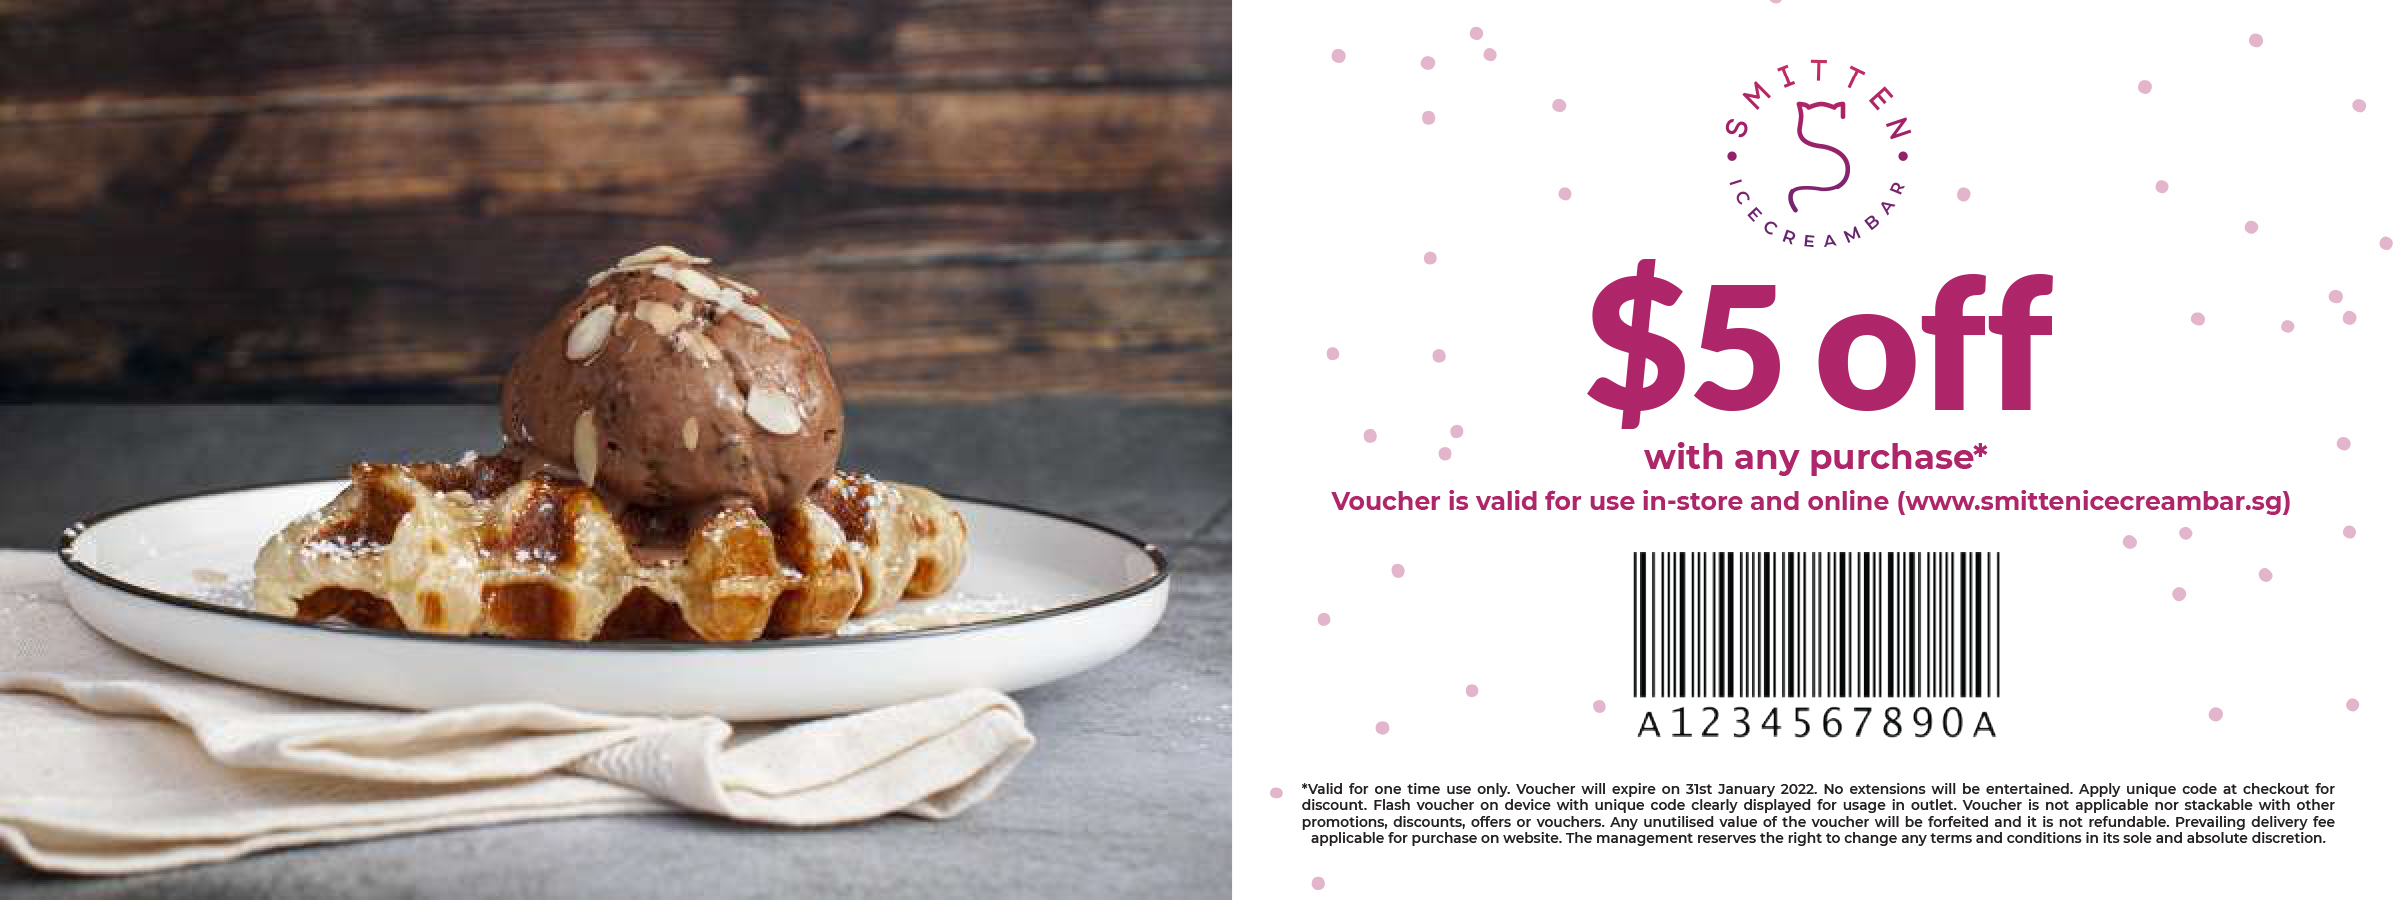 SMITTEN
ICECREAMBAR
$5 off
with any purchase*
Voucher is valid for use in-store and online (www.smittenicecreambar.sg)
A1234567890A
*Valid for one time use only. Voucher will expire on 31st January 2022. No extensions will be entertained. Apply unique code at checkout for
discount. Flash voucher on device with unique code clearly displayed for usage in outlet. Voucher is not applicable nor stackable with other
promotions, discounts, offers or vouchers. Any unutilised value of the voucher will be forfeited and it is not refundable. Prevailing delivery fee
applicable for purchase on website. The management reserves the right to change any terms and conditions in its sole and absolute discretion.